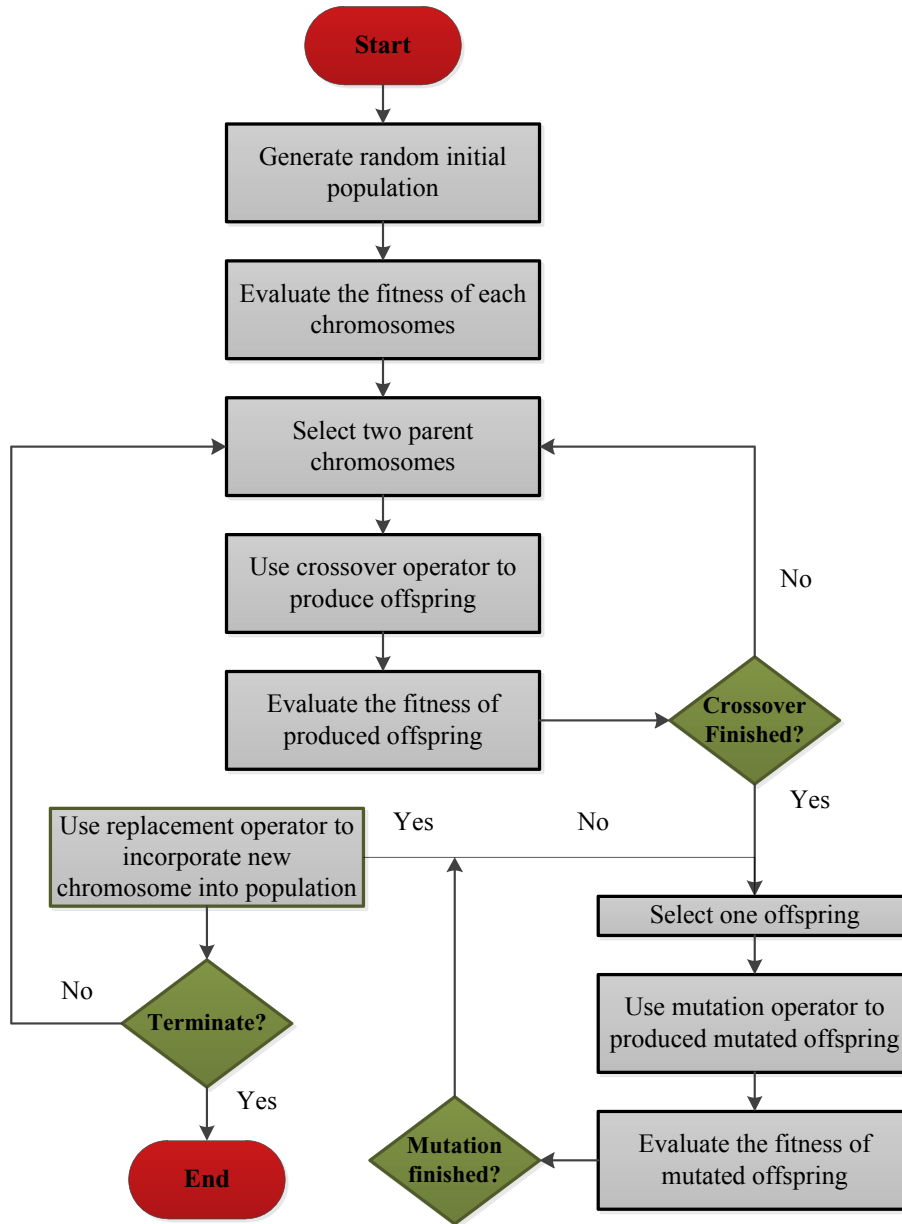 Start
Generate random initial
population
Evaluate the fitness of each
chromosomes
Select two parent
chromosomes
Use crossover operator to
produce offspring
No
Evaluate the fitness of
produced offspring
Crossover
Finished?
Yes
Use replacement operator to
incorporate new
chromosome into population
Yes
No
Select one offspring
No
Terminate?
Use mutation operator to
produced mutated offspring
Yes
Mutation
finished?
Evaluate the fitness of
mutated offspring
End